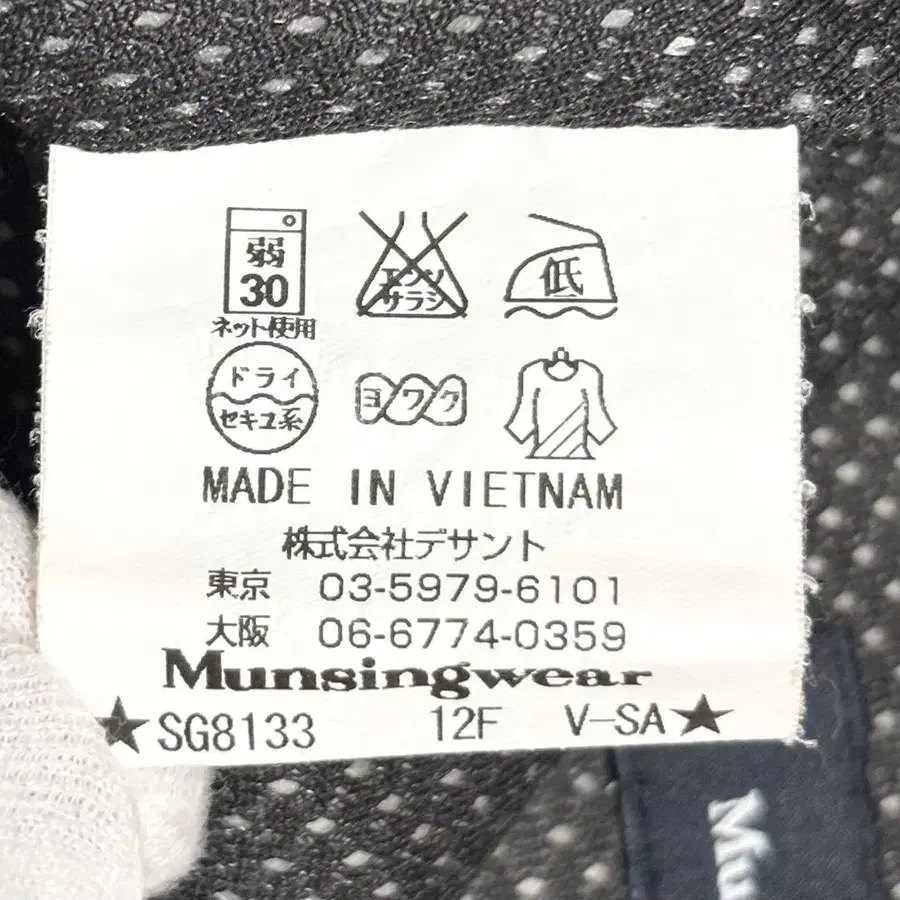 弱
30
ネット使用
エンソ
サラシ
低
ドライ
セキユ系
ヨワク
MADE IN VIETNAM
株式会社デサント
東京 03-5979-6101
大阪 06-6774-0359
Munsingwear
★SG8133 12F V-SA★
Mu